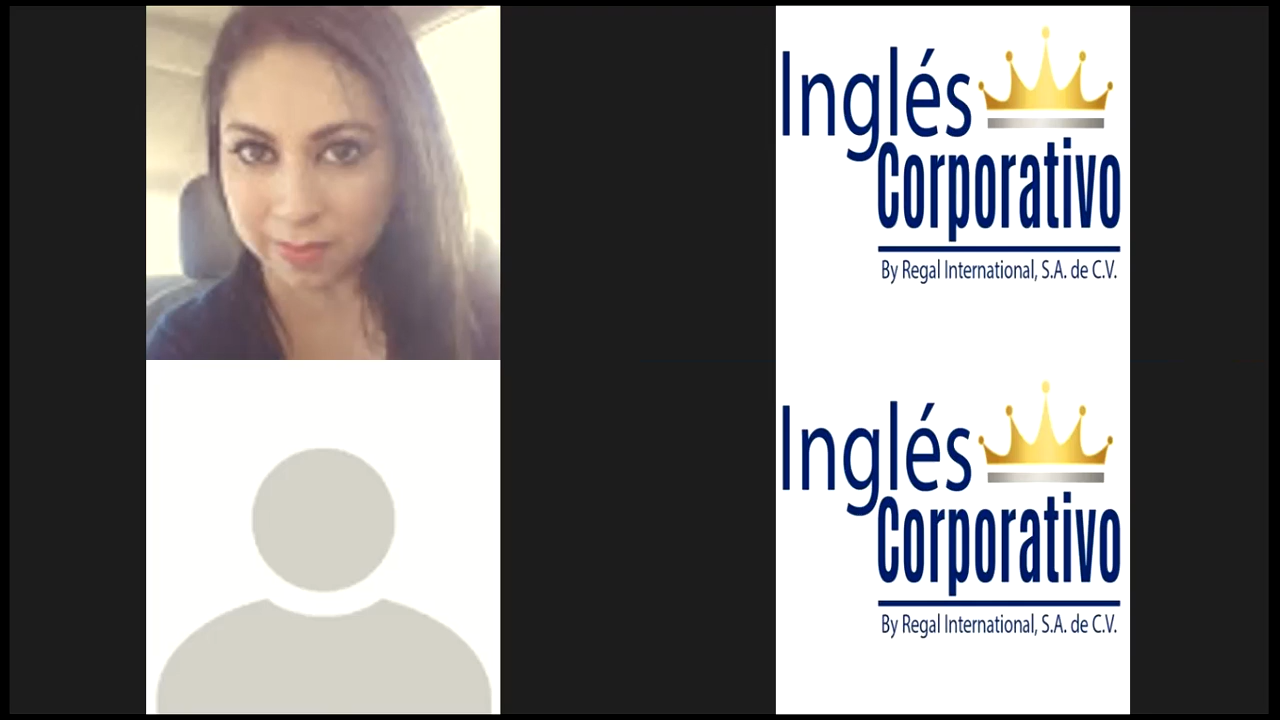 Inglés
Corporativo
By Regal International, S.A. de C.V.
Inglés
Corporativo
By Regal International, S.A. de C.V.